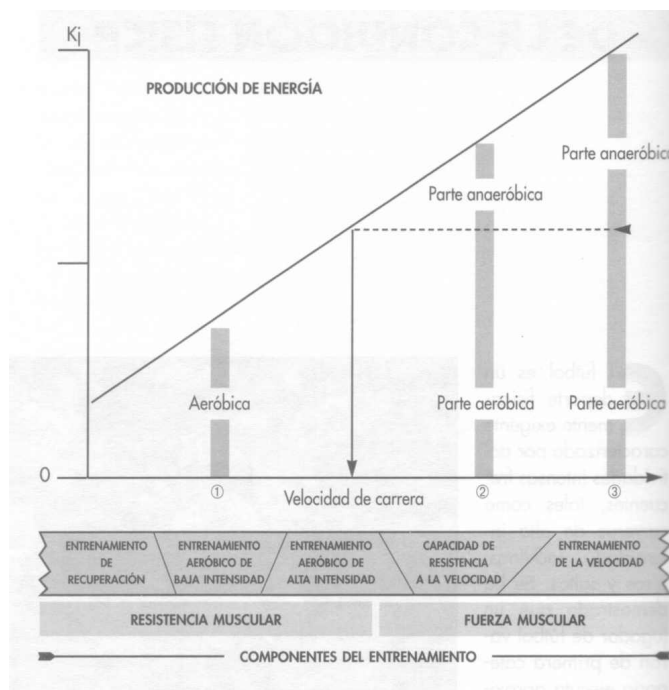 Kj
PRODUCCIÓN DE ENERGÍA
Parte anaeróbica
Parte anaeróbica
Aeróbica
Parte aeróbica
Parte aeróbica
0
①
Velocidad de carrera
②
③
ENTRENAMIENTO
DE
RECUPERACIÓN
ENTRENAMIENTO
AERÓBICO DE
BAJA INTENSIDAD
ENTRENAMIENTO
AERÓBICO DE
ALTA INTENSIDAD
CAPACIDAD DE
RESISTENCIA
A LA VELOCIDAD
ENTRENAMIENTO
DE LA VELOCIDAD
RESISTENCIA MUSCULAR
FUERZA MUSCULAR
COMPONENTES DEL ENTRENAMIENTO